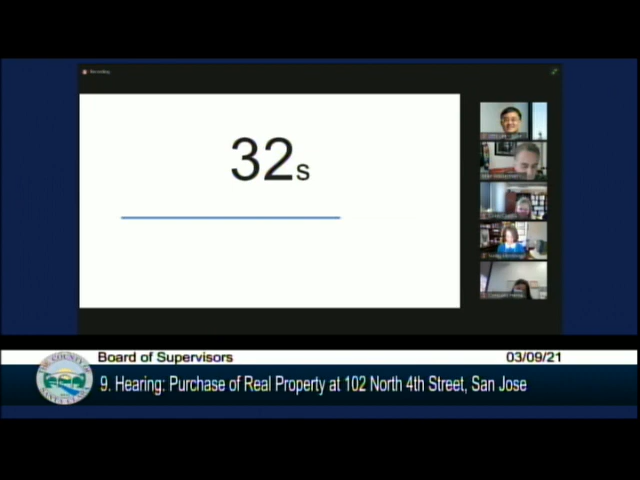 Recording
32s
Board of Supervisors
03/09/21
9. Hearing: Purchase of Real Property at 102 North 4th Street, San Jose